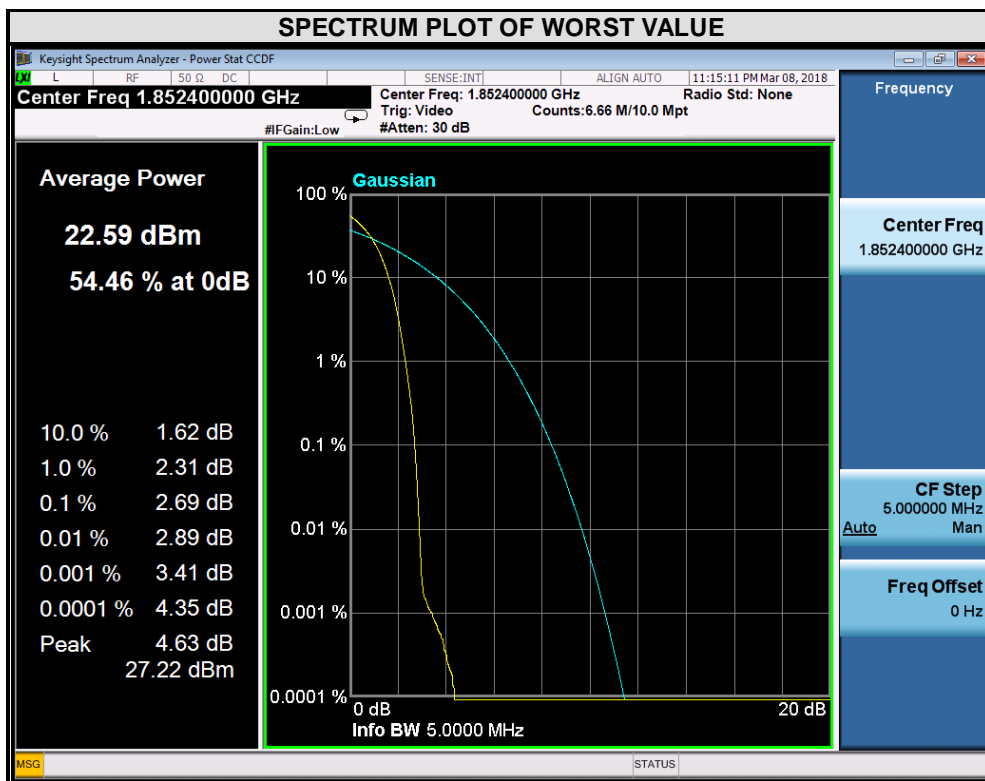 SPECTRUM PLOT OF WORST VALUE
Keysight Spectrum Analyzer - Power Stat CCDF
LXI L RF 50 Ω DC SENSE:INT ALIGN AUTO 11:15:11 PM Mar 08, 2018
Center Freq 1.852400000 GHz
Center Freq: 1.852400000 GHz Radio Std: None
Trig: Video Counts:6.66 M/10.0 Mpt
#IFGain:Low #Atten: 30 dB
Frequency
Average Power
22.59 dBm
54.46 % at 0dB
10.0 % 1.62 dB
1.0 % 2.31 dB
0.1 % 2.69 dB
0.01 % 2.89 dB
0.001 % 3.41 dB
0.0001 % 4.35 dB
Peak 4.63 dB
27.22 dBm
Gaussian
100 %
10 %
1 %
0.1 %
0.01 %
0.001 %
0.0001 %
0 dB 20 dB
Info BW 5.0000 MHz
Center Freq
1.852400000 GHz
CF Step
5.000000 MHz
Auto Man
Freq Offset
0 Hz
MSG STATUS